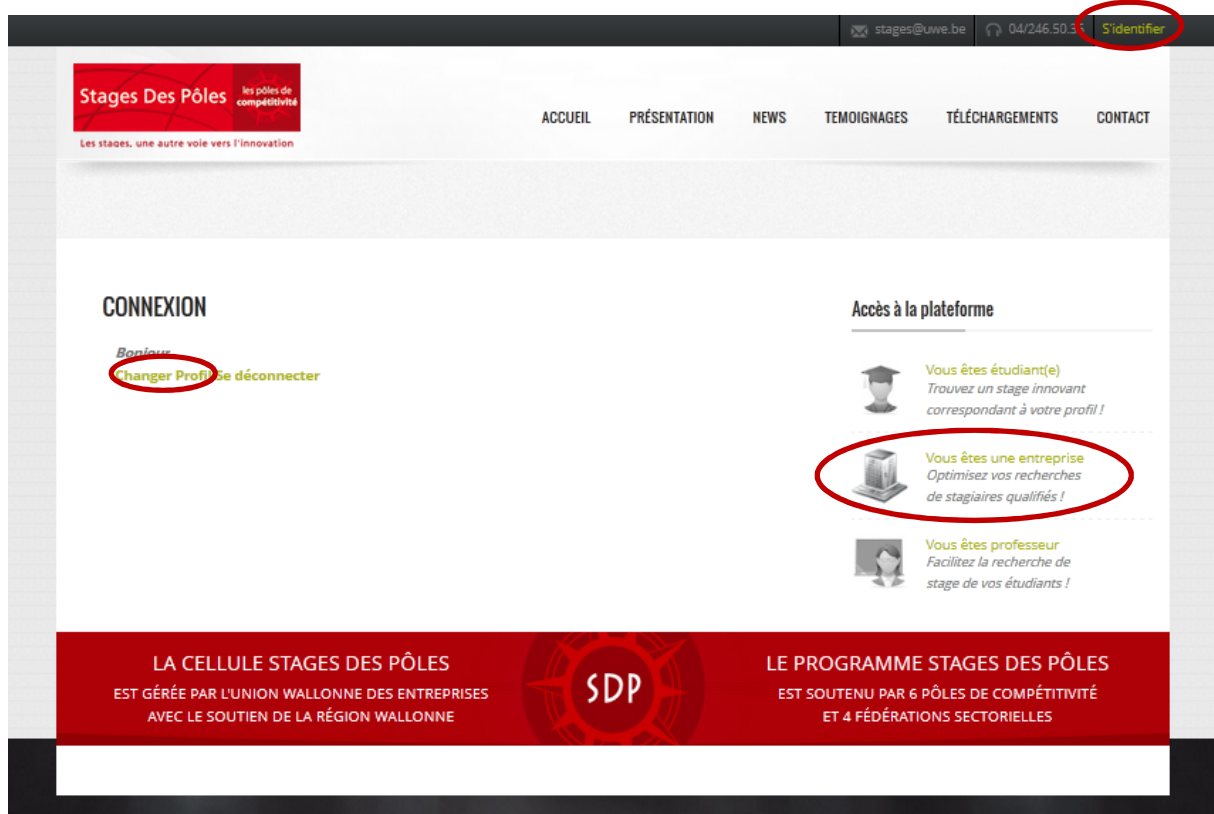 stages@uwe.be 04/246.50.35 S'identifier
Stages Des Pôles les pôles de compétitivité
Les stages, une autre voie vers l'innovation
ACCUEIL PRÉSENTATION NEWS TEMOIGNAGES TÉLÉCHARGEMENTS CONTACT
CONNEXION
Bonjour
Changer Profil Se déconnecter
Accès à la plateforme
Vous êtes étudiant(e)
Trouvez un stage innovant
correspondant à votre profil !
Vous êtes une entreprise
Optimisez vos recherches
de stagiaires qualifiés !
Vous êtes professeur
Facilitez la recherche de
stage de vos étudiants !
LA CELLULE STAGES DES PÔLES
EST GÉRÉE PAR L'UNION WALLONNE DES ENTREPRISES
AVEC LE SOUTIEN DE LA RÉGION WALLONNE
SDP
LE PROGRAMME STAGES DES PÔLES
EST SOUTENU PAR 6 PÔLES DE COMPÉTITIVITÉ
ET 4 FÉDÉRATIONS SECTORIELLES